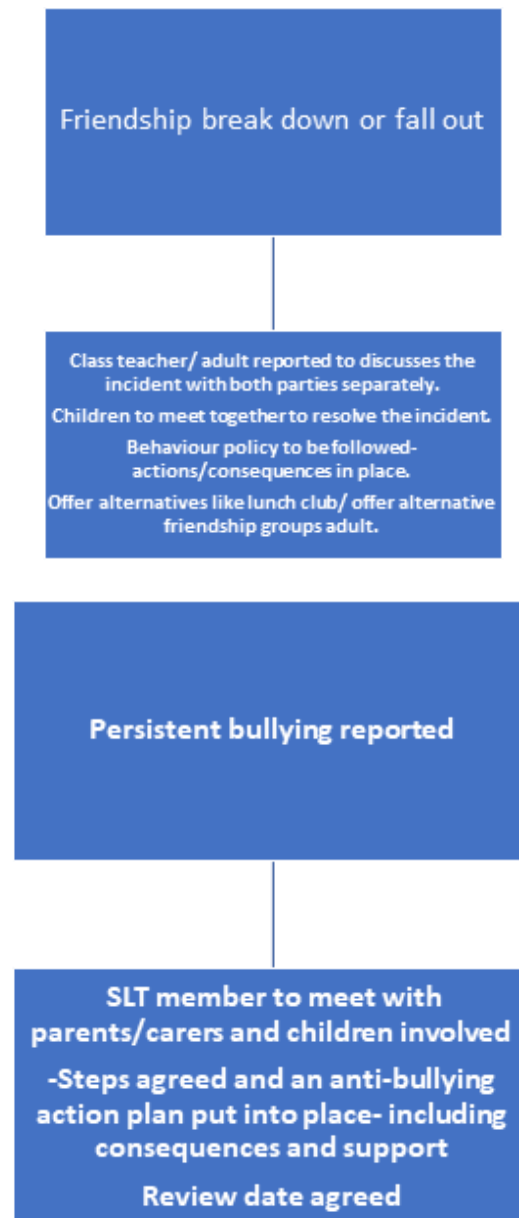 Friendship break down or fall out
Class teacher/ adult reported to discusses the
incident with both parties separately.
Children to meet together to resolve the incident.
Behaviour policy to be followed-
actions/consequences in place.
Offer alternatives like lunch club/ offer alternative
friendship groups adult.
Persistent bullying reported
SLT member to meet with
parents/carers and children involved
-Steps agreed and an anti-bullying
action plan put into place- including
consequences and support
Review date agreed